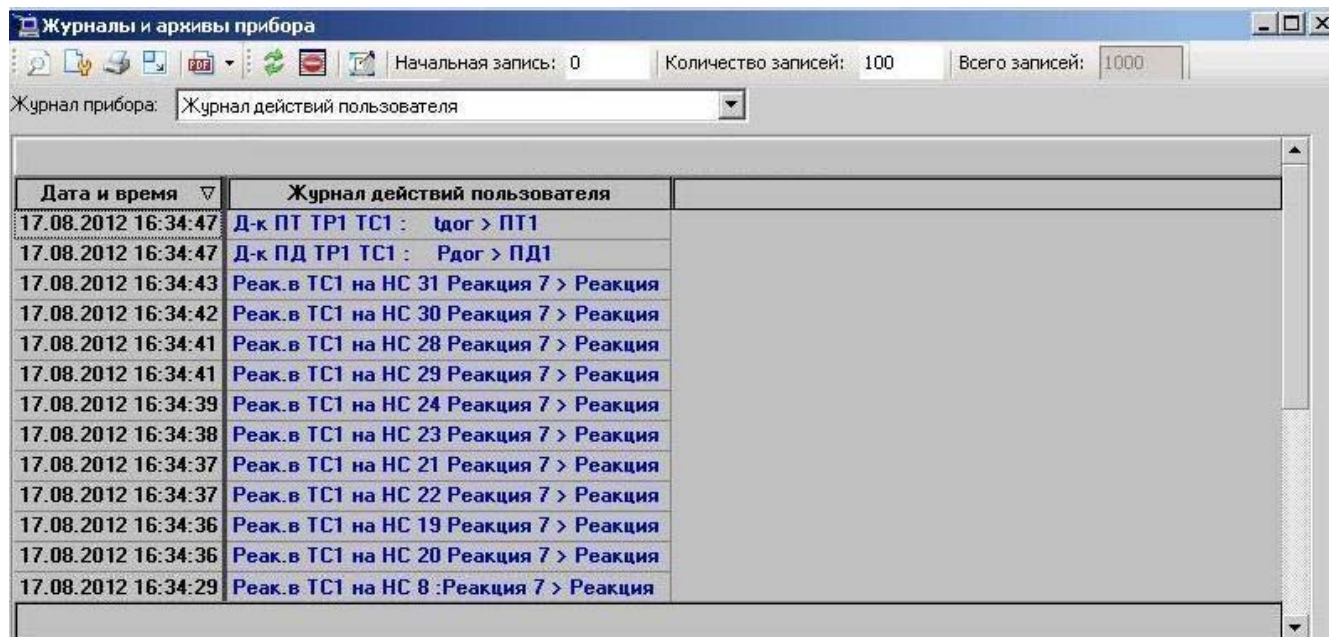 Журналы и архивы прибора
PDF Начальная запись: 0 Количество записей: 100 Всего записей: 1000
Журнал прибора: Журнал действий пользователя
Дата и время Журнал действий пользователя
17.08.2012 16:34:47 Д-к ПТ ТР1 ТС1 : tдог > ПТ1
17.08.2012 16:34:47 Д-к ПД ТР1 ТС1 : Рдог > ПД1
17.08.2012 16:34:43 Реак.в ТС1 на НС 31 Реакция 7 > Реакция
17.08.2012 16:34:42 Реак.в ТС1 на НС 30 Реакция 7 > Реакция
17.08.2012 16:34:41 Реак.в ТС1 на НС 28 Реакция 7 > Реакция
17.08.2012 16:34:41 Реак.в ТС1 на НС 29 Реакция 7 > Реакция
17.08.2012 16:34:39 Реак.в ТС1 на НС 24 Реакция 7 > Реакция
17.08.2012 16:34:38 Реак.в ТС1 на НС 23 Реакция 7 > Реакция
17.08.2012 16:34:37 Реак.в ТС1 на НС 21 Реакция 7 > Реакция
17.08.2012 16:34:37 Реак.в ТС1 на НС 22 Реакция 7 > Реакция
17.08.2012 16:34:36 Реак.в ТС1 на НС 19 Реакция 7 > Реакция
17.08.2012 16:34:36 Реак.в ТС1 на НС 20 Реакция 7 > Реакция
17.08.2012 16:34:29 Реак.в ТС1 на НС 8 :Реакция 7 > Реакция